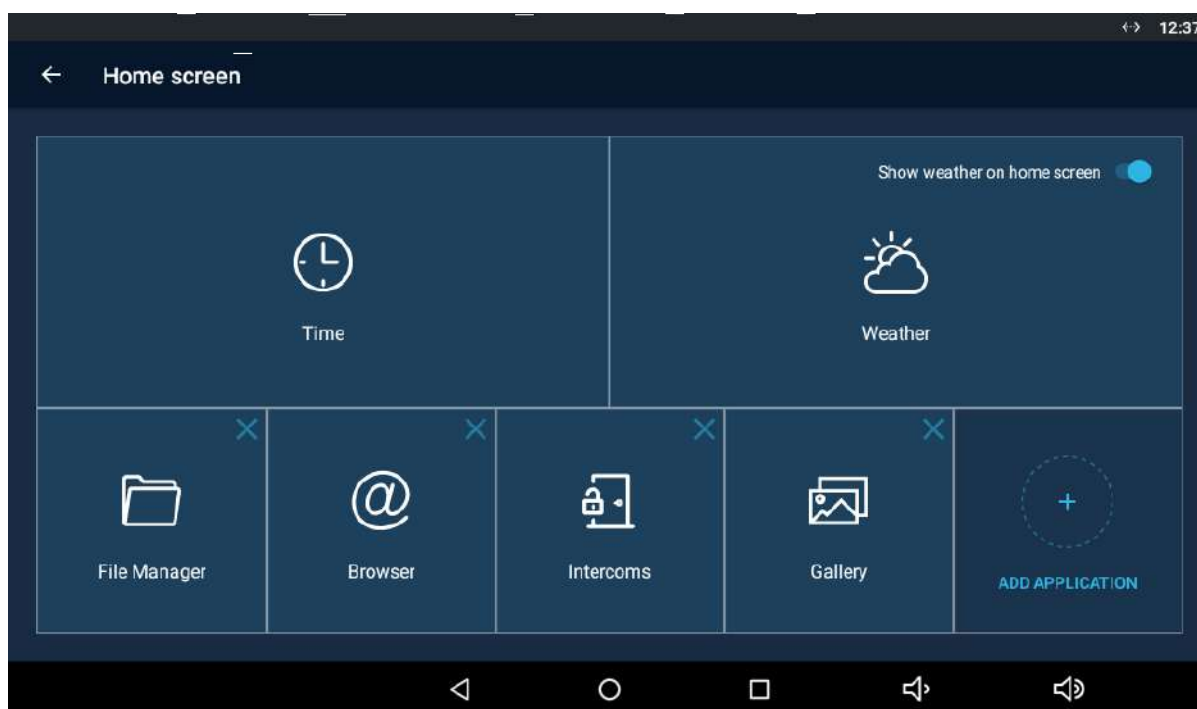 12:37
Home screen
Show weather on home screen
Time
Weather
File Manager
Browser
Intercoms
Gallery
ADD APPLICATION